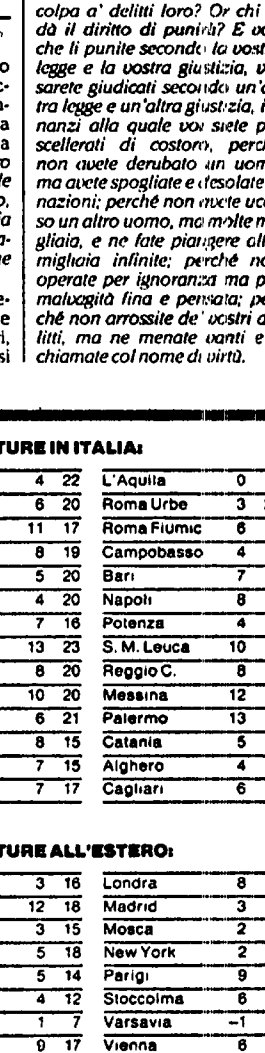 colpa a' delitti loro? Or chi
dà il diritto di punirli? E vo
che li punite secondo la vost
legge e la vostra giustizia, v
sarete giudicati secondo un'a
tra legge e un'altra giustizia, i
nanzi alla quale voi siete p
scellerati di costoro, perch
non avete derubato un uom
ma avete spogliate e desolate
nazioni; perché non avete ucc
so un altro uomo, ma molte m
gliaia, e ne fate piangere alt
migliaia infinite; perché no
operate per ignoranza ma p
malvagità fina e pensata; pe
ché non arrossite de' vostri d
litti, ma ne menate vanti e
chiamate col nome di virtù.
TURE IN ITALIA:
4 22 L'Aquila 0
6 20 Roma Urbe 3
11 17 Roma Fiumic 6
8 19 Campobasso 4
5 20 Bari 7
4 20 Napoli 8
7 16 Potenza 4
13 23 S. M. Leuca 10
8 20 Reggio C. 8
10 20 Messina 12
6 21 Palermo 13
8 15 Catania 5
7 15 Alghero 4
7 17 Cagliari 6
TURE ALL'ESTERO:
3 16 Londra 8
12 18 Madrid 3
3 15 Mosca 2
5 18 New York 2
5 14 Parigi 9
4 12 Stoccolma 6
1 7 Varsavia -1
9 17 Vienna 6